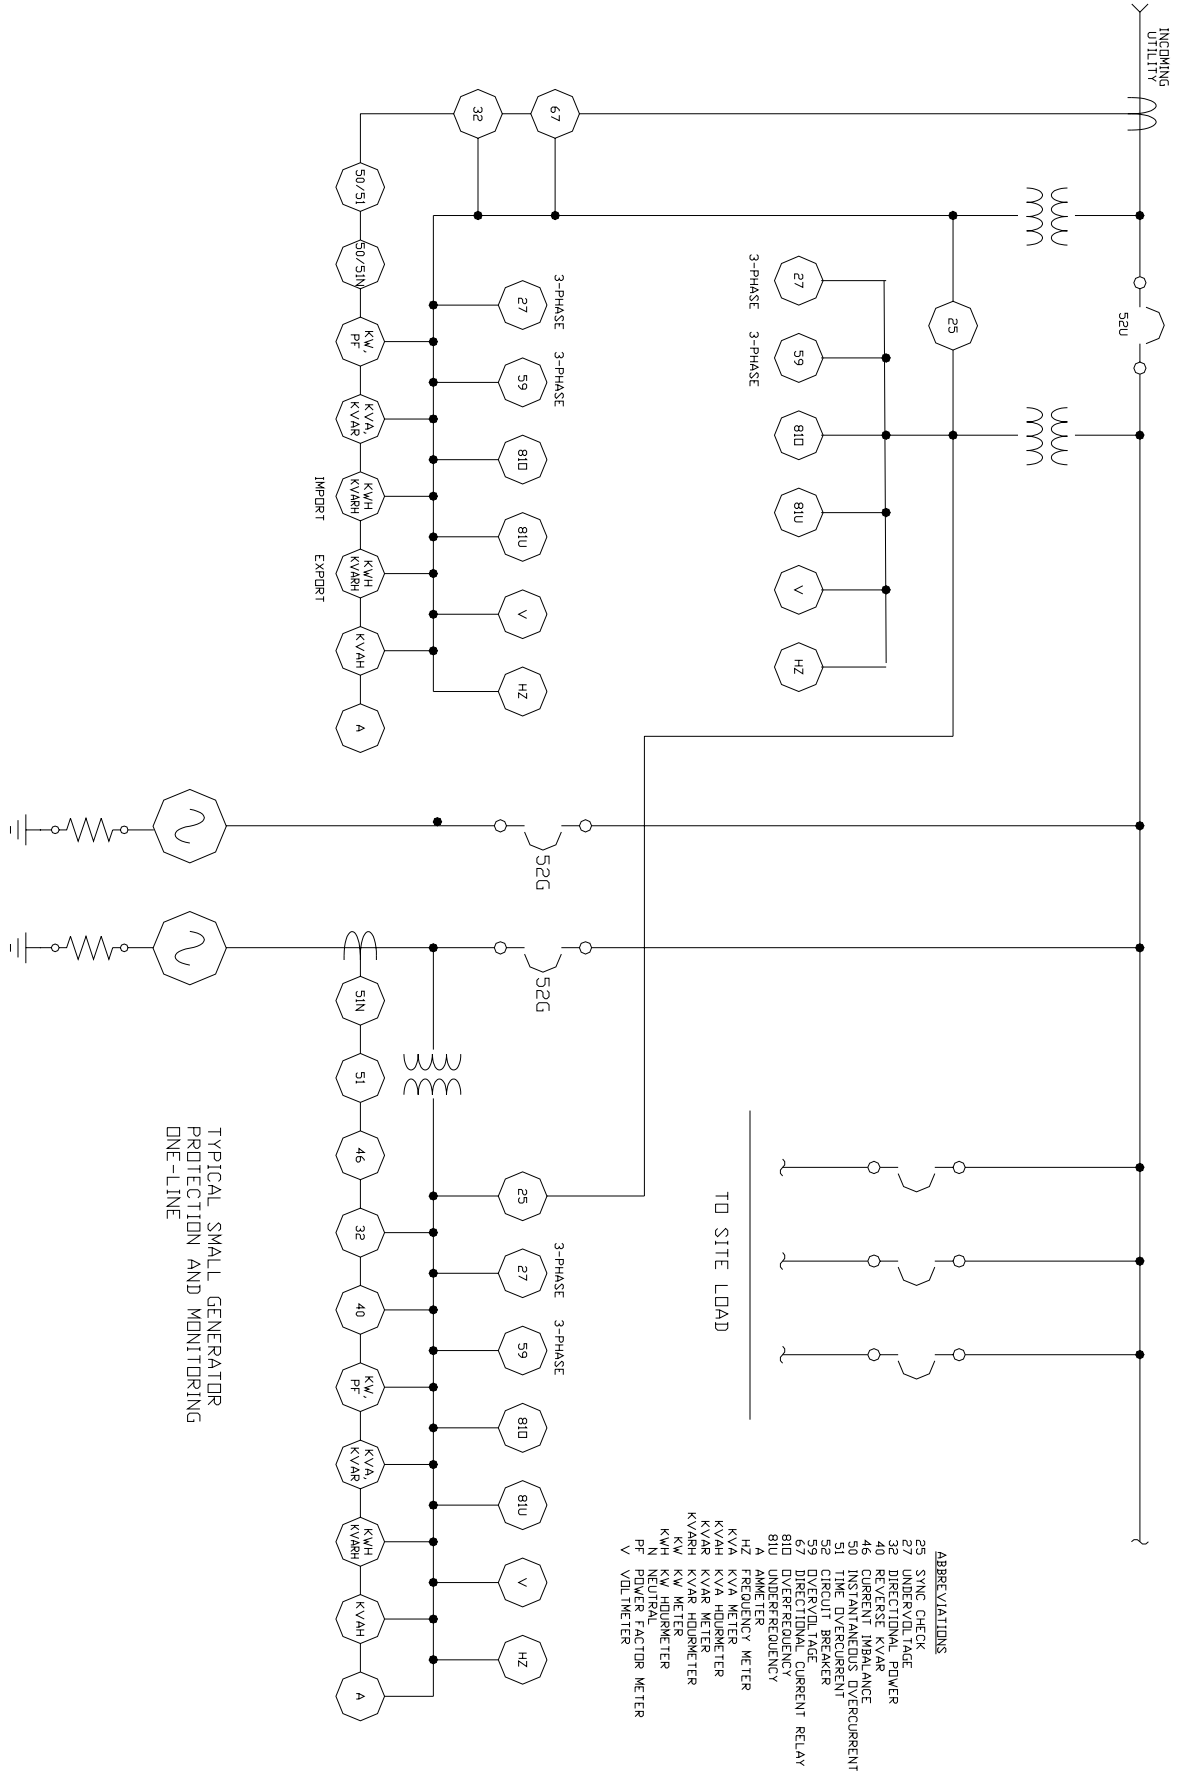 INCOMING
UTILITY
52U
25
3-PHASE
3-PHASE
27
59
81O
81U
V
HZ
67
32
3-PHASE
3-PHASE
27
59
81O
81U
V
HZ
50/51
50/51N
KW,
PF
KVA,
KVAR
KWH
KVARH
KWH
KVARH
KVAH
A
IMPORT
EXPORT
52G
52G
TO SITE LOAD
3-PHASE
3-PHASE
25
27
59
81O
81U
V
HZ
51N
51
46
32
40
KW,
PF
KVA,
KVAR
KWH
KVARH
KVAH
A
TYPICAL SMALL GENERATOR
PROTECTION AND MONITORING
ONE-LINE
ABBREVIATIONS
25 SYNC CHECK
27 UNDERVOLTAGE
32 DIRECTIONAL POWER
40 REVERSE KVAR
46 CURRENT IMBALANCE
50 INSTANTANEOUS OVERCURRENT
51 TIME OVERCURRENT
52 CIRCUIT BREAKER
59 OVERVOLTAGE
67 DIRECTIONAL CURRENT RELAY
81O OVERFREQUENCY
81U UNDERFREQUENCY
A AMMETER
HZ FREQUENCY METER
KVA KVA METER
KVAH KVA HOURMETER
KVAR KVAR METER
KVARH KVAR HOURMETER
KW KW METER
KWH KW HOURMETER
N NEUTRAL
PF POWER FACTOR METER
V VOLTMETER